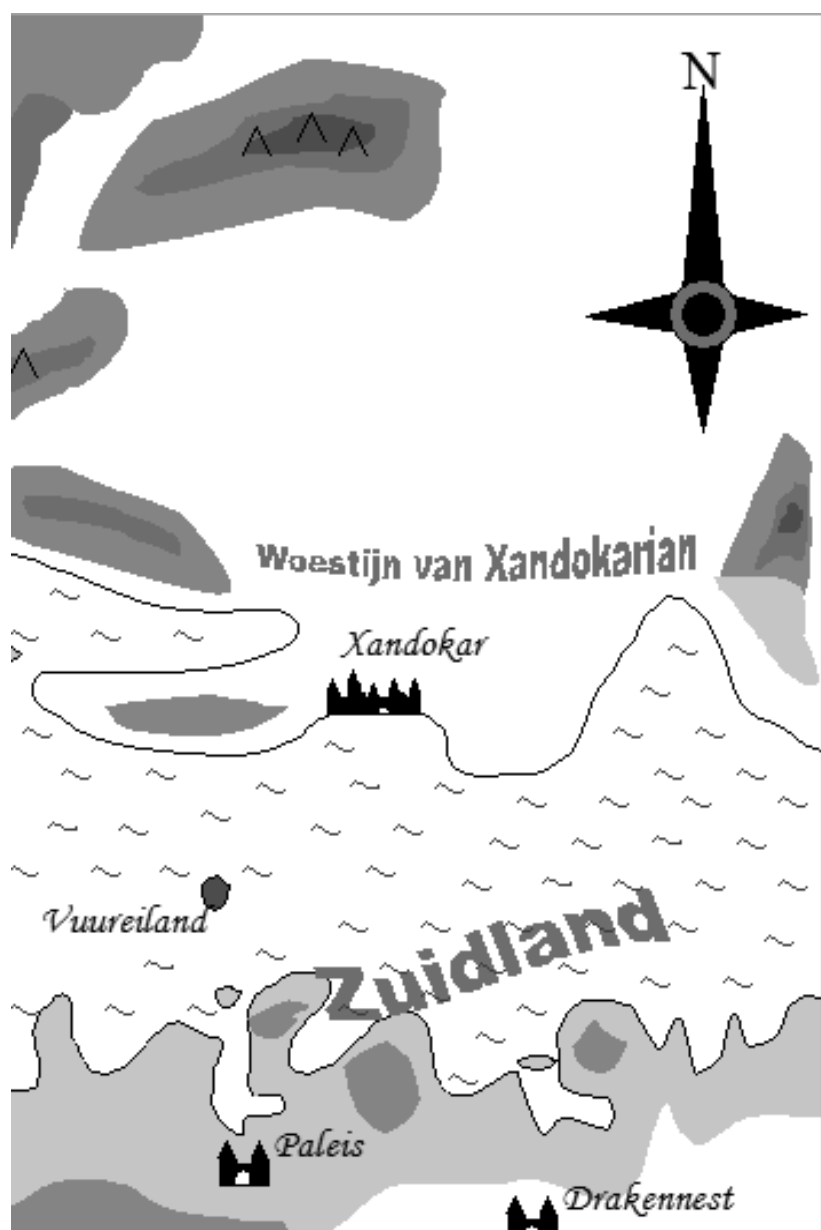 N
Woestijn van Xandokarian
Xandokar
Vuureiland
Zuidland
Paleis
Drakennest